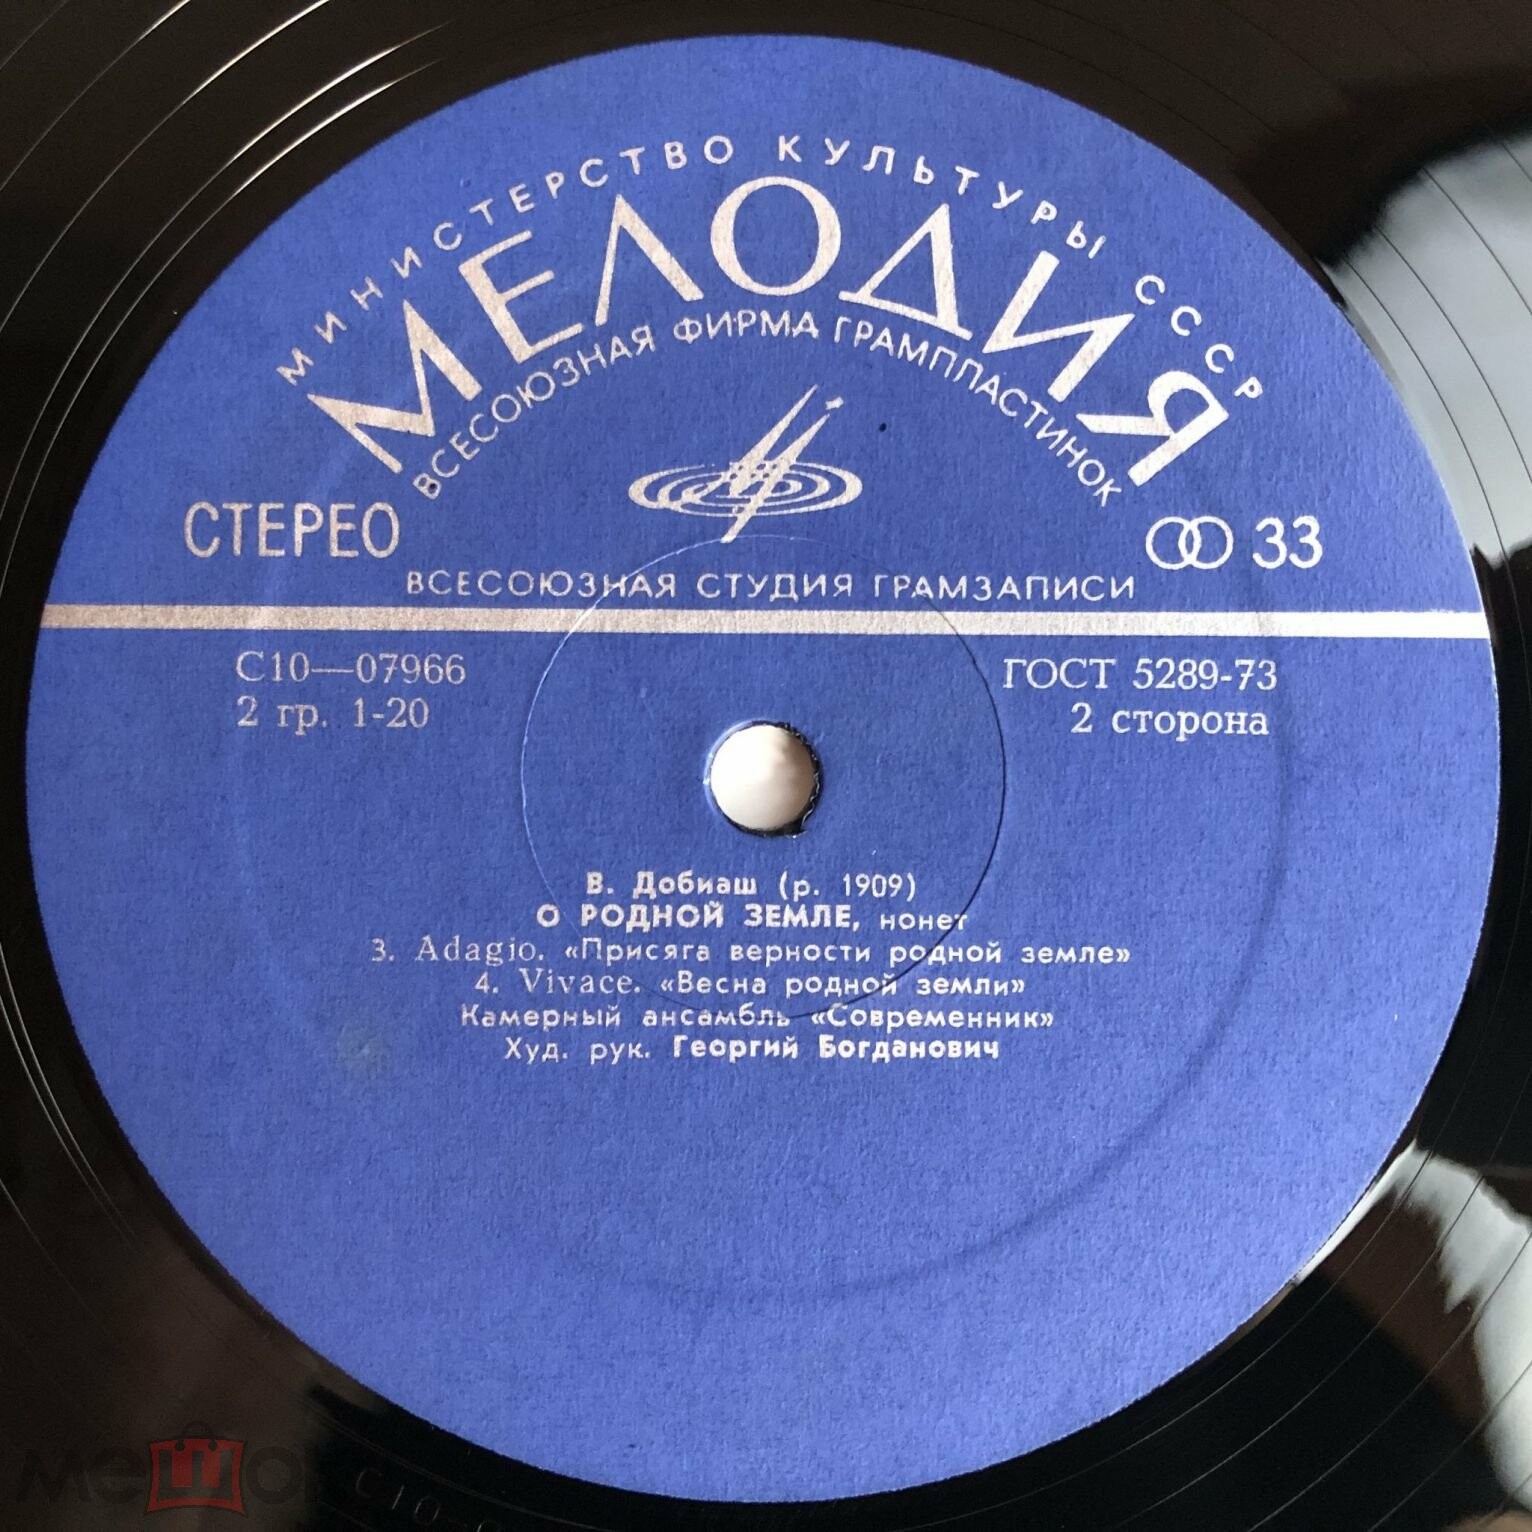 МИНИСТЕРСТВО КУЛЬТУРЫ СССР
МЕЛОДИЯ
ВСЕСОЮЗНАЯ ФИРМА ГРАМПЛАСТИНОК
СТЕРЕО
33
ВСЕСОЮЗНАЯ СТУДИЯ ГРАМЗАПИСИ
С10—07966
ГОСТ 5289-73
2 гр. 1-20
2 сторона
В. Добиаш (р. 1909)
О РОДНОЙ ЗЕМЛЕ, нонет
3. Adagio. «Присяга верности родной земле»
4. Vivace. «Весна родной земли»
Камерный ансамбль «Современник»
Худ. рук. Георгий Богданович